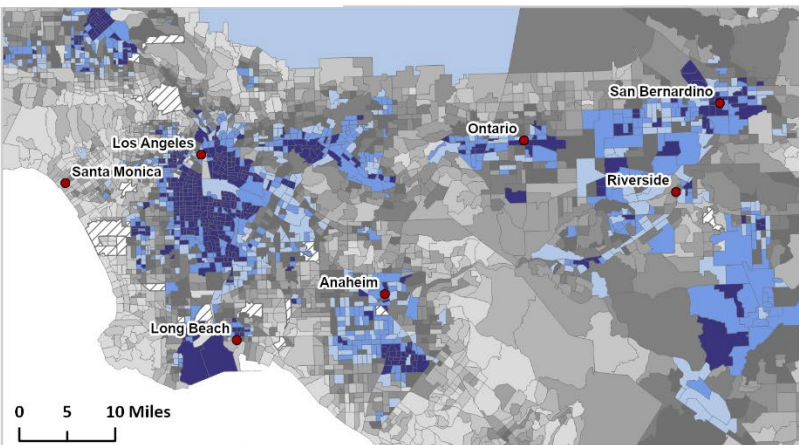 San Bernardino
Ontario
Los Angeles
Santa Monica
Riverside
Anaheim
Long Beach
0 5 10 Miles